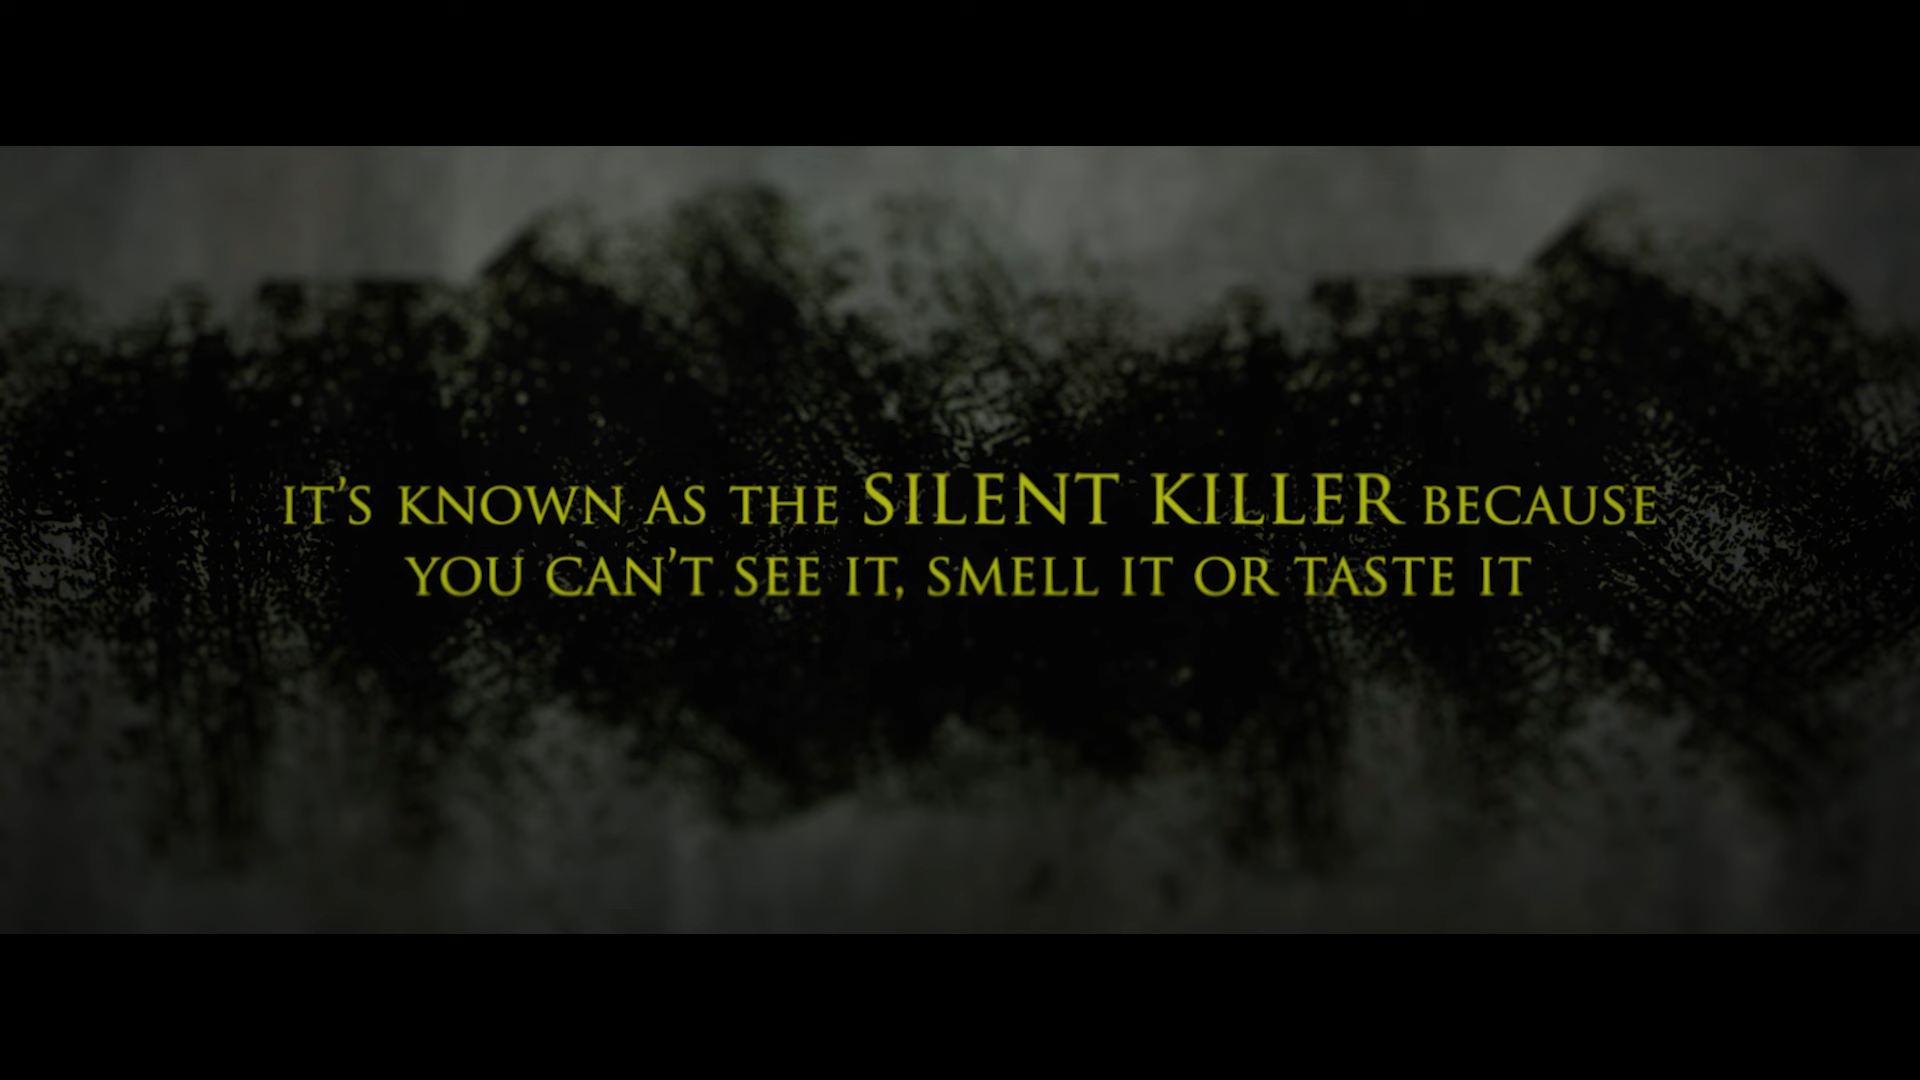 IT'S KNOWN AS THE SILENT KILLER BECAUSE
YOU CAN'T SEE IT, SMELL IT OR TASTE IT